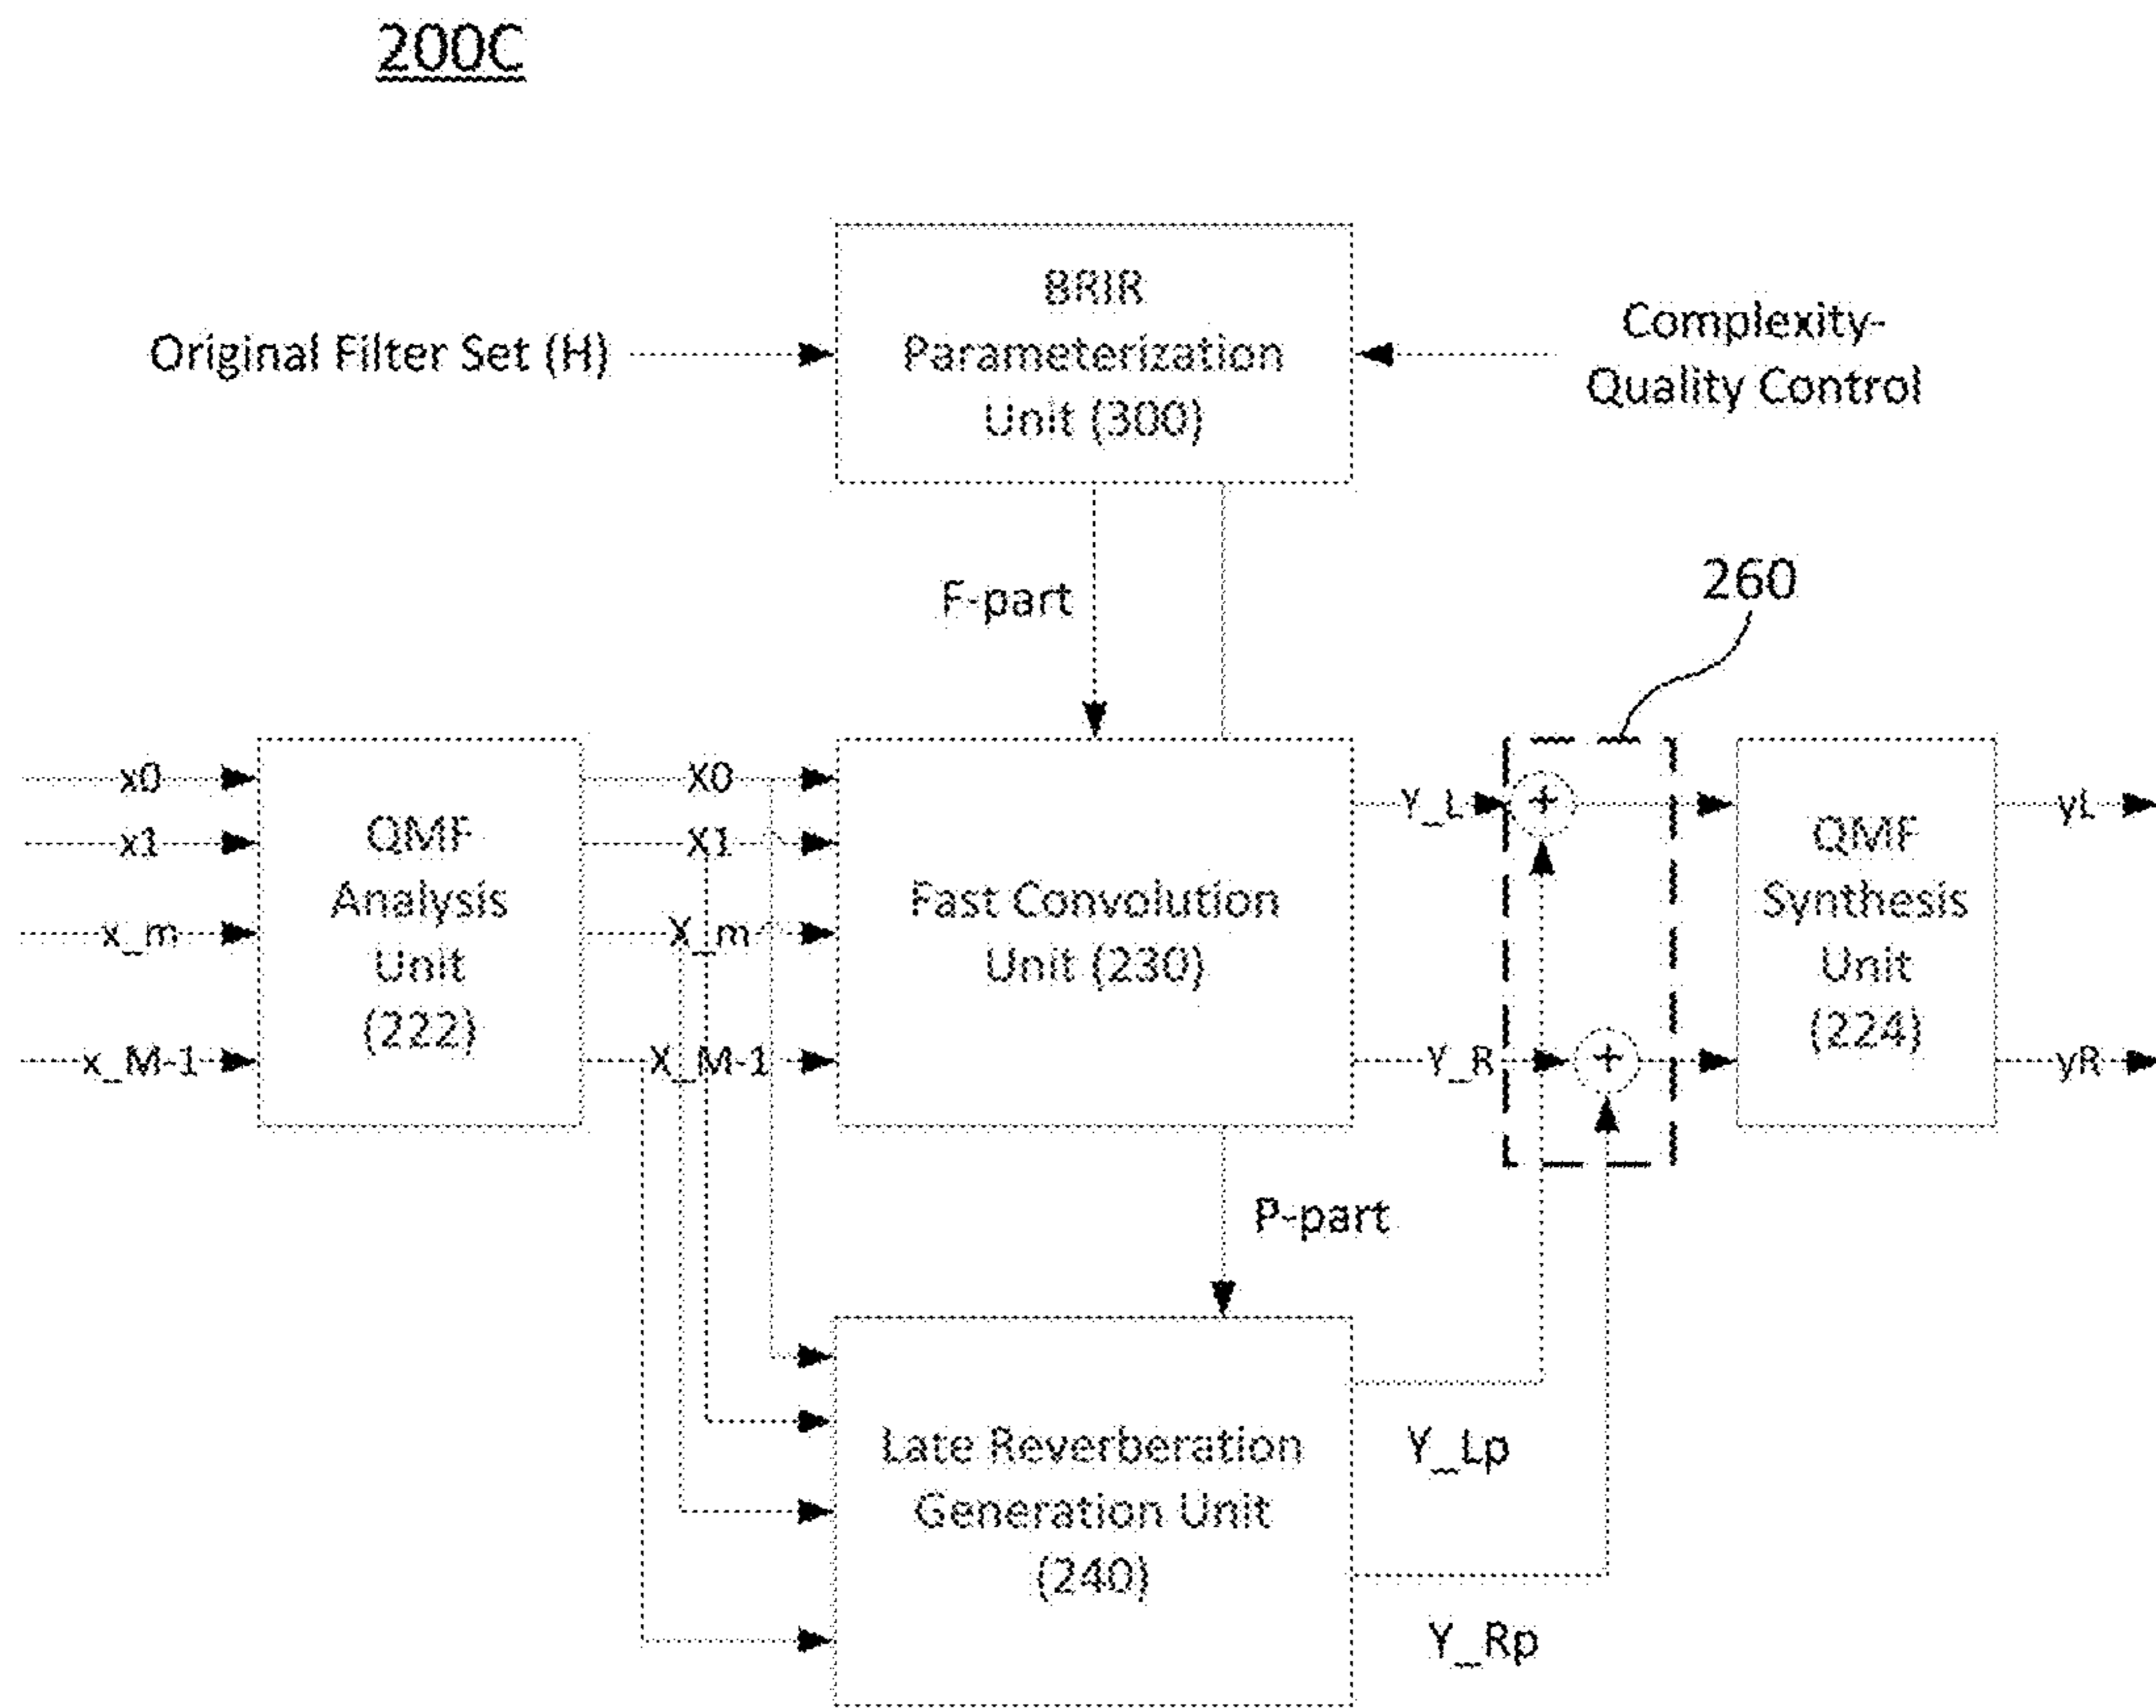 200C
BRIR
Parameterization
Unit (300)
Original Filter Set (H)
Complexity-
Quality Control
F-part
260
x0
x1
x_m
x_M-1
QMF
Analysis
Unit
(222)
X0
X1
X_m
X_M-1
Fast Convolution
Unit (230)
Y_L
Y_R
+
+
QMF
Synthesis
Unit
(224)
yL
yR
P-part
Late Reverberation
Generation Unit
(240)
Y_Lp
Y_Rp